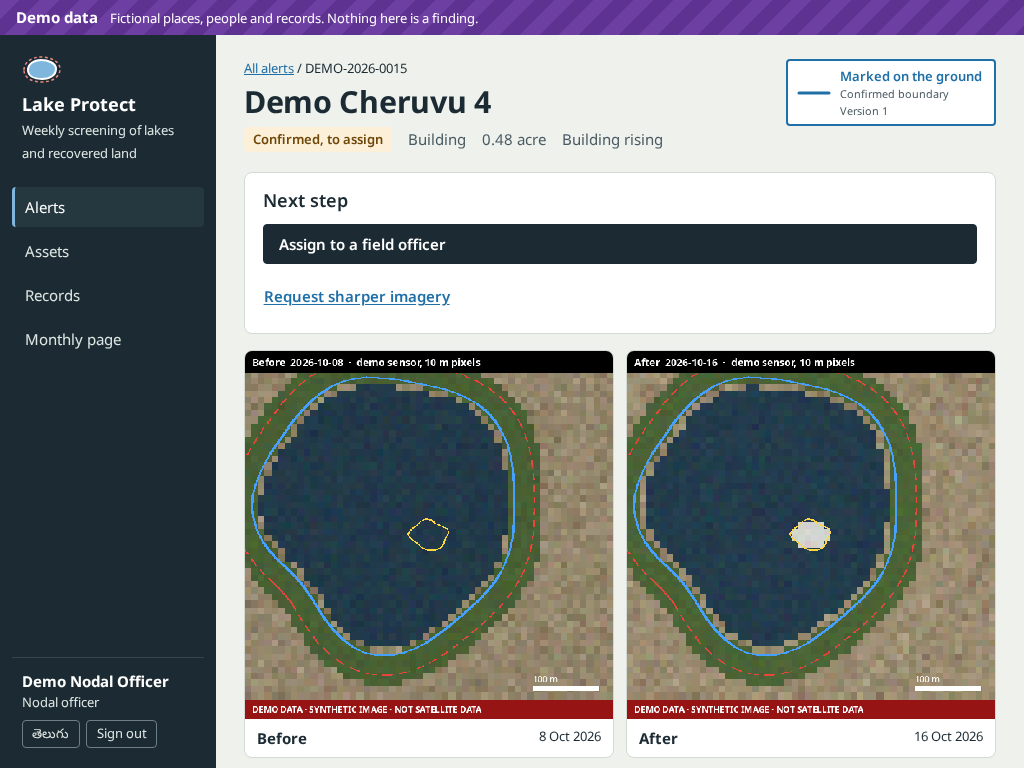 Demo data Fictional places, people and records. Nothing here is a finding.
Lake Protect
Weekly screening of lakes
and recovered land
Alerts
Assets
Records
Monthly page
Demo Nodal Officer
Nodal officer
తెలుగు Sign out
All alerts / DEMO-2026-0015
Demo Cheruvu 4
Confirmed, to assign Building 0.48 acre Building rising
Marked on the ground
Confirmed boundary
Version 1
Next step
Assign to a field officer
Request sharper imagery
Before 2026-10-08 · demo sensor, 10 m pixels
100 m
DEMO DATA - SYNTHETIC IMAGE - NOT SATELLITE DATA
Before 8 Oct 2026
After 2026-10-16 · demo sensor, 10 m pixels
100 m
DEMO DATA - SYNTHETIC IMAGE - NOT SATELLITE DATA
After 16 Oct 2026